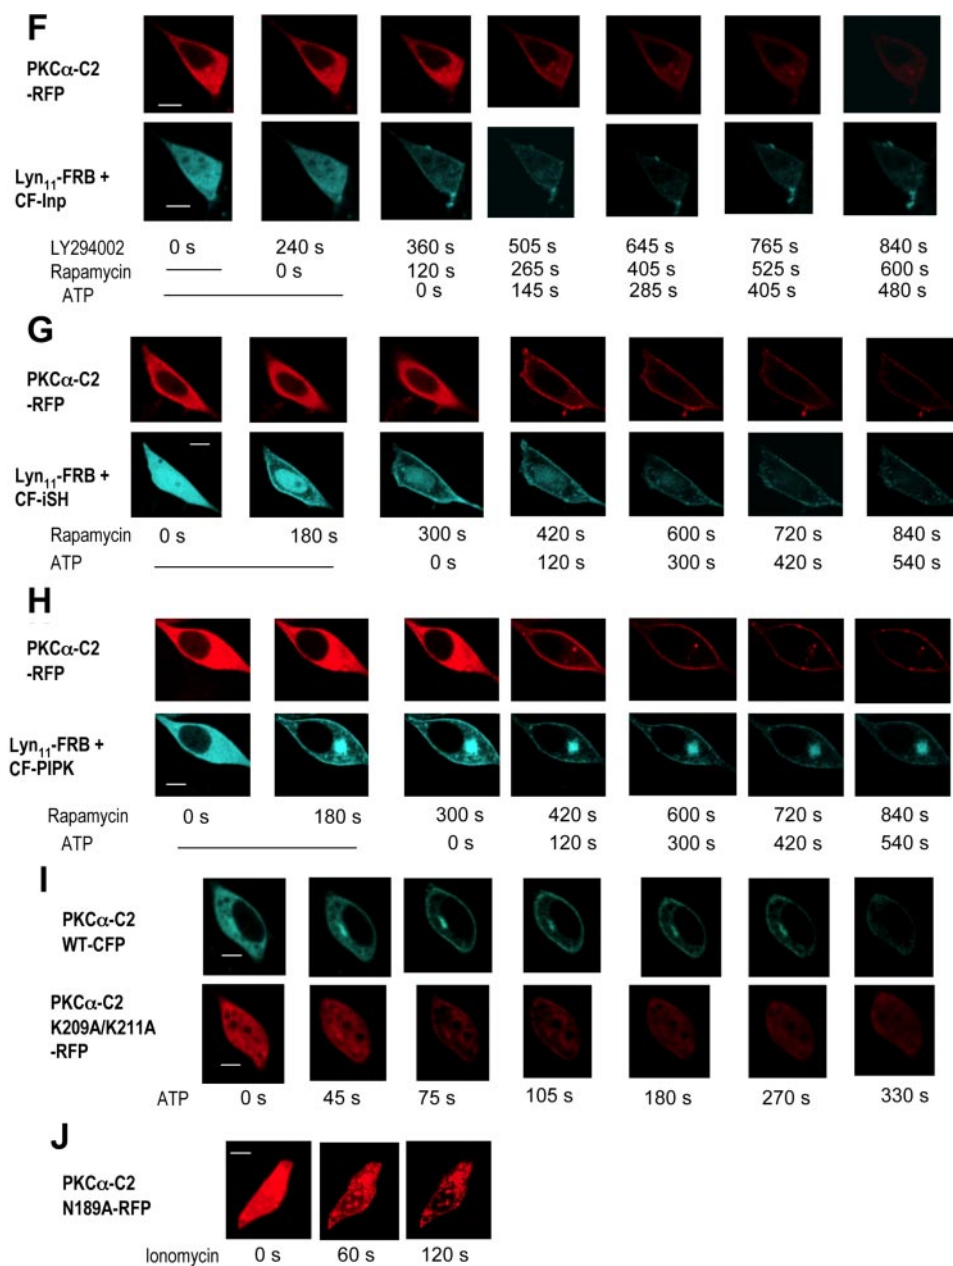 F
PKCα-C2
-RFP
Lyn₁₁-FRB +
CF-Inp
LY294002 0 s 240 s 360 s 505 s 645 s 765 s 840 s
Rapamycin 0 s 120 s 265 s 405 s 525 s 600 s
ATP 0 s 145 s 285 s 405 s 480 s
G
PKCα-C2
-RFP
Lyn₁₁-FRB +
CF-iSH
Rapamycin 0 s 180 s 300 s 420 s 600 s 720 s 840 s
ATP 0 s 120 s 300 s 420 s 540 s
H
PKCα-C2
-RFP
Lyn₁₁-FRB +
CF-PIPK
Rapamycin 0 s 180 s 300 s 420 s 600 s 720 s 840 s
ATP 0 s 120 s 300 s 420 s 540 s
I
PKCα-C2
WT-CFP
PKCα-C2
K209A/K211A
-RFP
ATP 0 s 45 s 75 s 105 s 180 s 270 s 330 s
J
PKCα-C2
N189A-RFP
Ionomycin 0 s 60 s 120 s